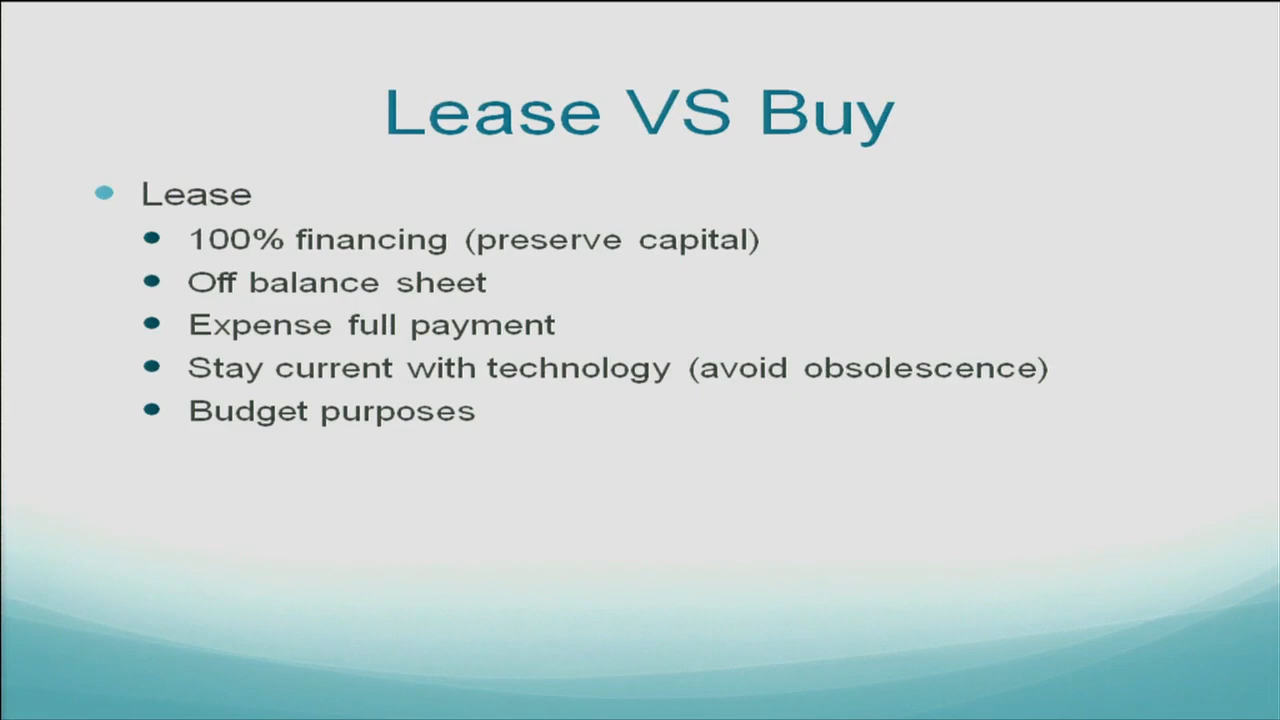 Lease VS Buy
Lease
100% financing (preserve capital)
Off balance sheet
Expense full payment
Stay current with technology (avoid obsolescence)
Budget purposes